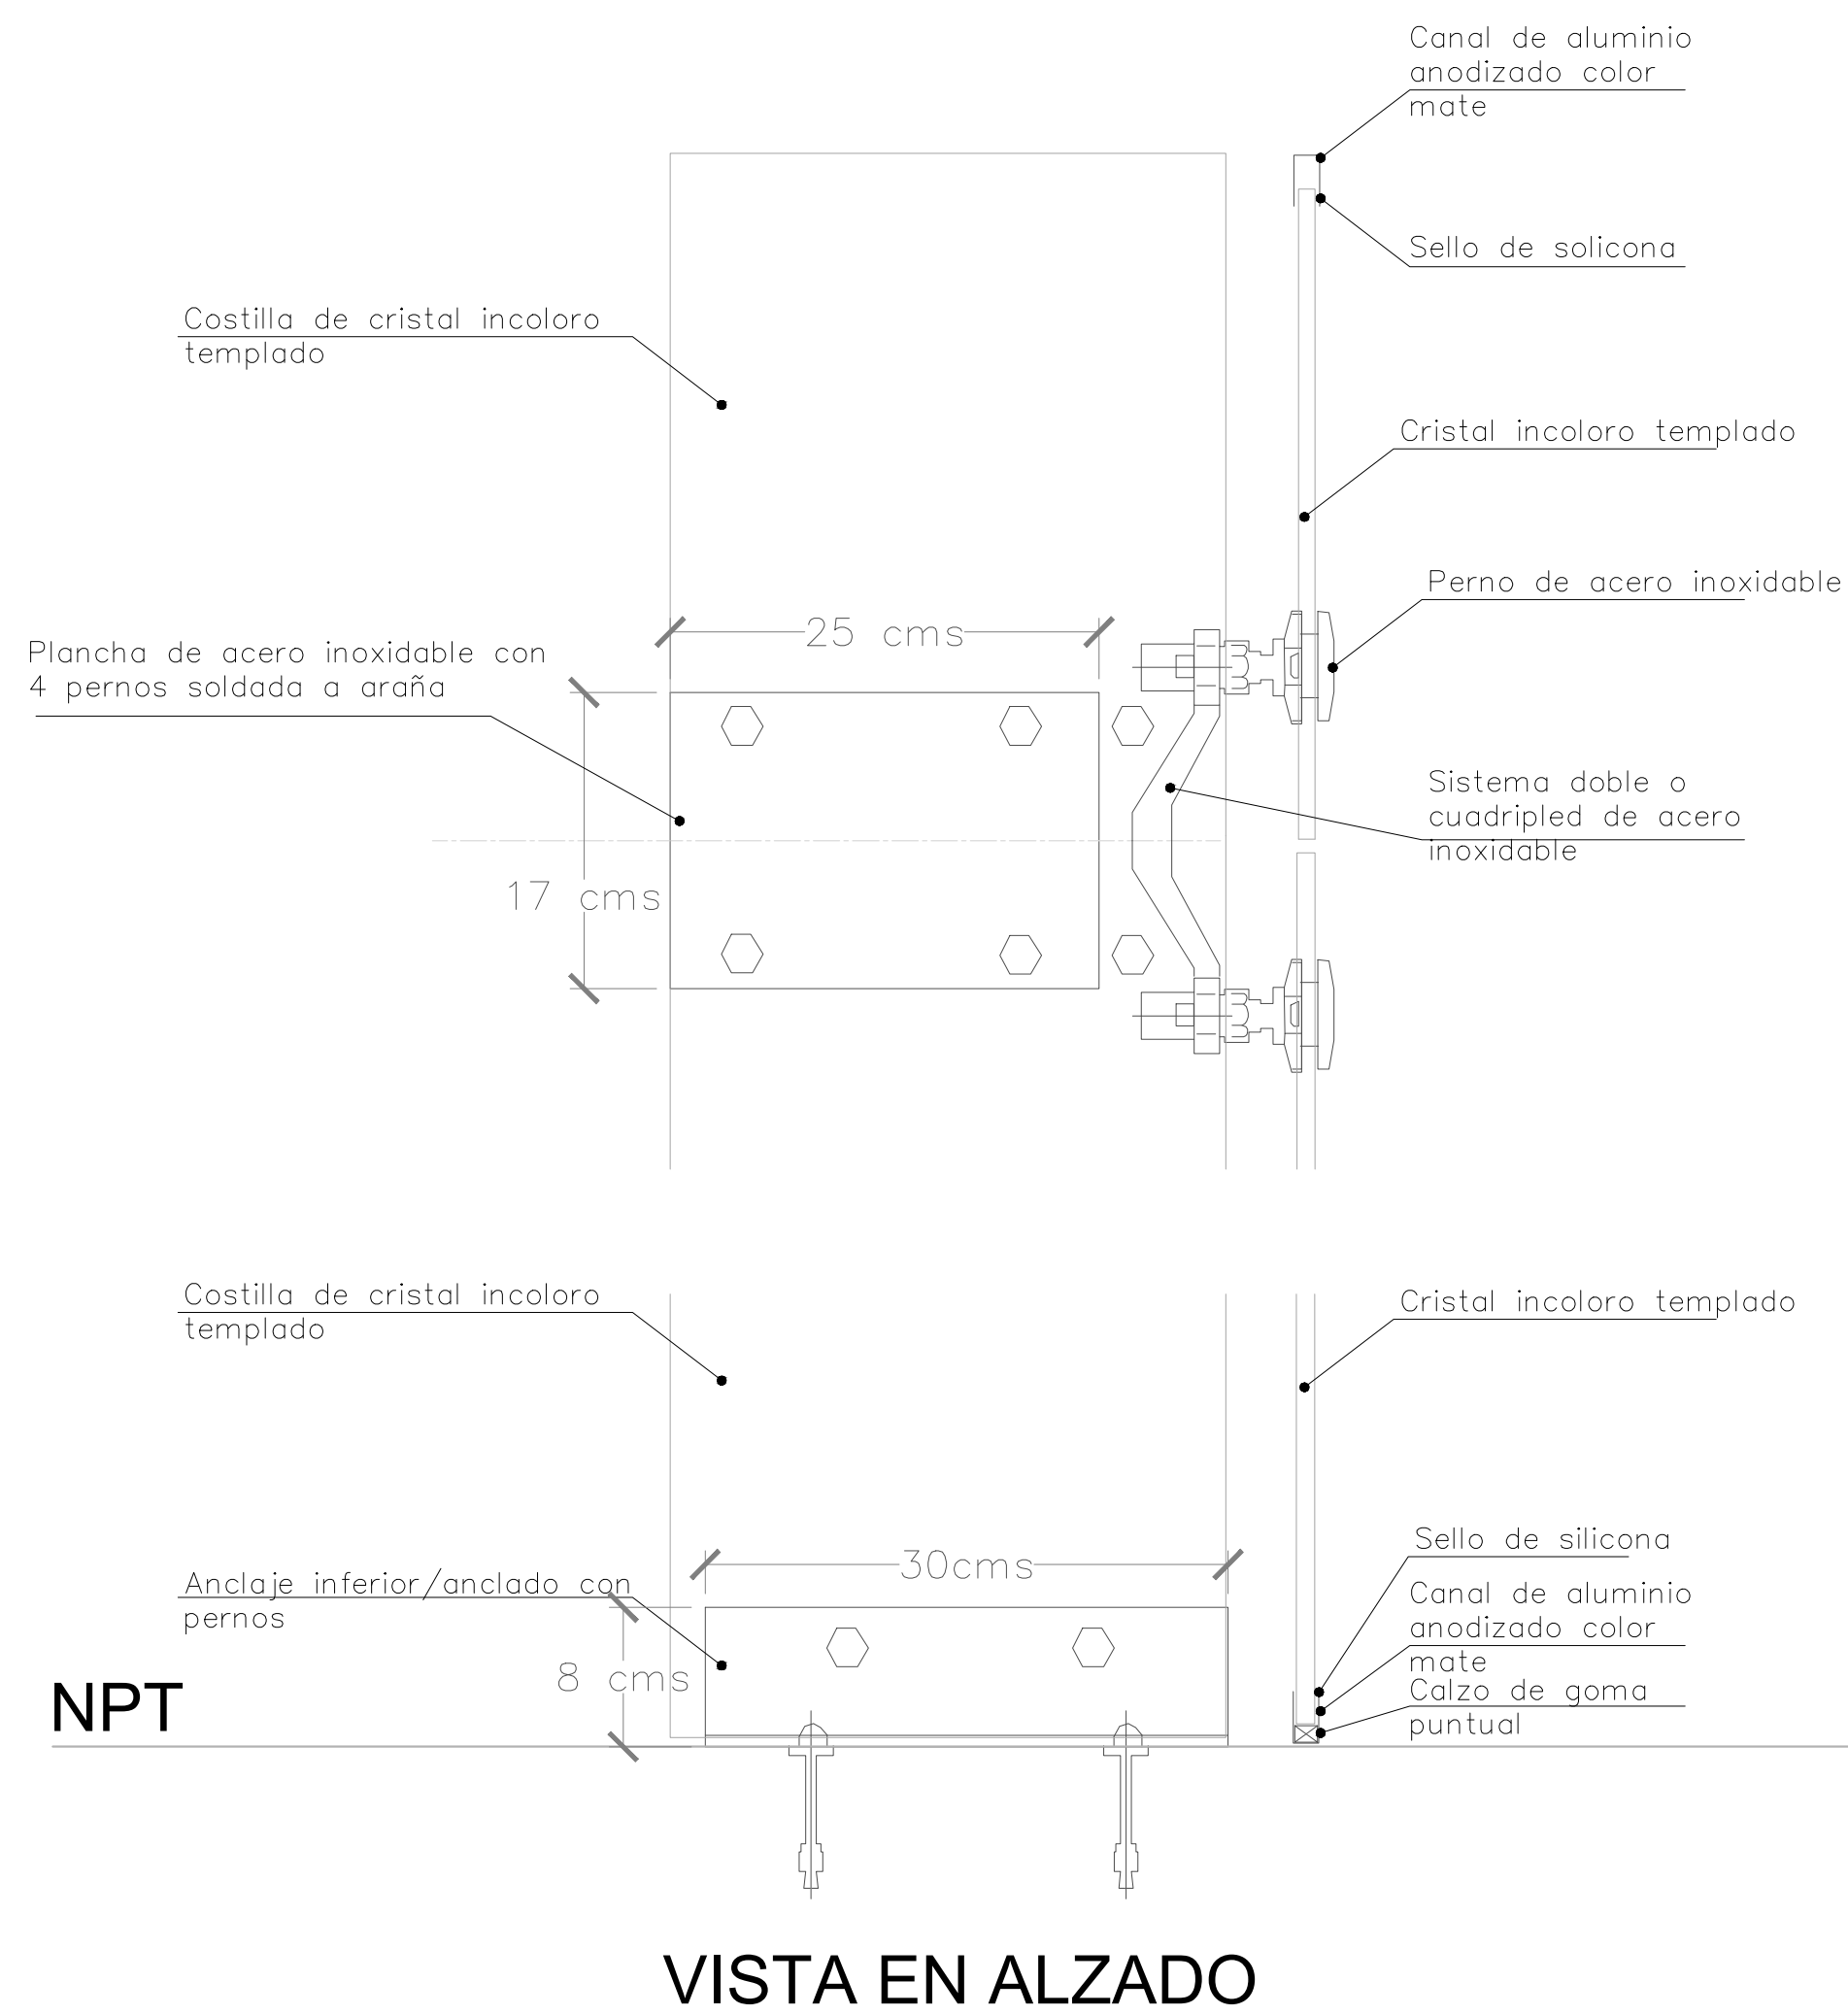 Canal de aluminio
anodizado color
mate
Sello de solicona
Costilla de cristal incoloro
templado
Cristal incoloro templado
Perno de acero inoxidable
25 cms
Plancha de acero inoxidable con
4 pernos soldada a araña
Sistema doble o
cuadripled de acero
inoxidable
17 cms
Costilla de cristal incoloro
templado
Cristal incoloro templado
Sello de silicona
30cms
Anclaje inferior/anclado con
pernos
Canal de aluminio
anodizado color
mate
8 cms
Calzo de goma
puntual
NPT
VISTA EN ALZADO